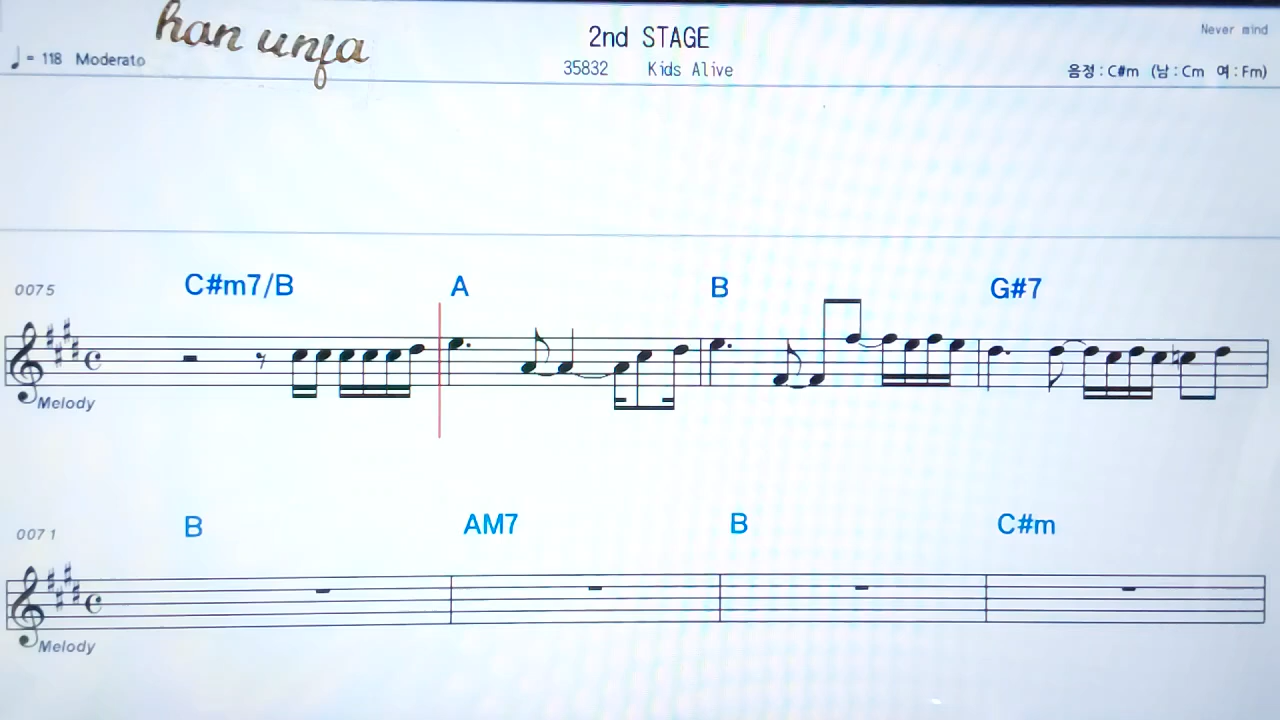 han unfa
2nd STAGE
Never mind
♩ = 118 Moderato
35832 Kids Alive
음정 : C#m (남 : Cm 여 : Fm)
0075
C#m7/B A B G#7
Melody
0071
B AM7 B C#m
Melody